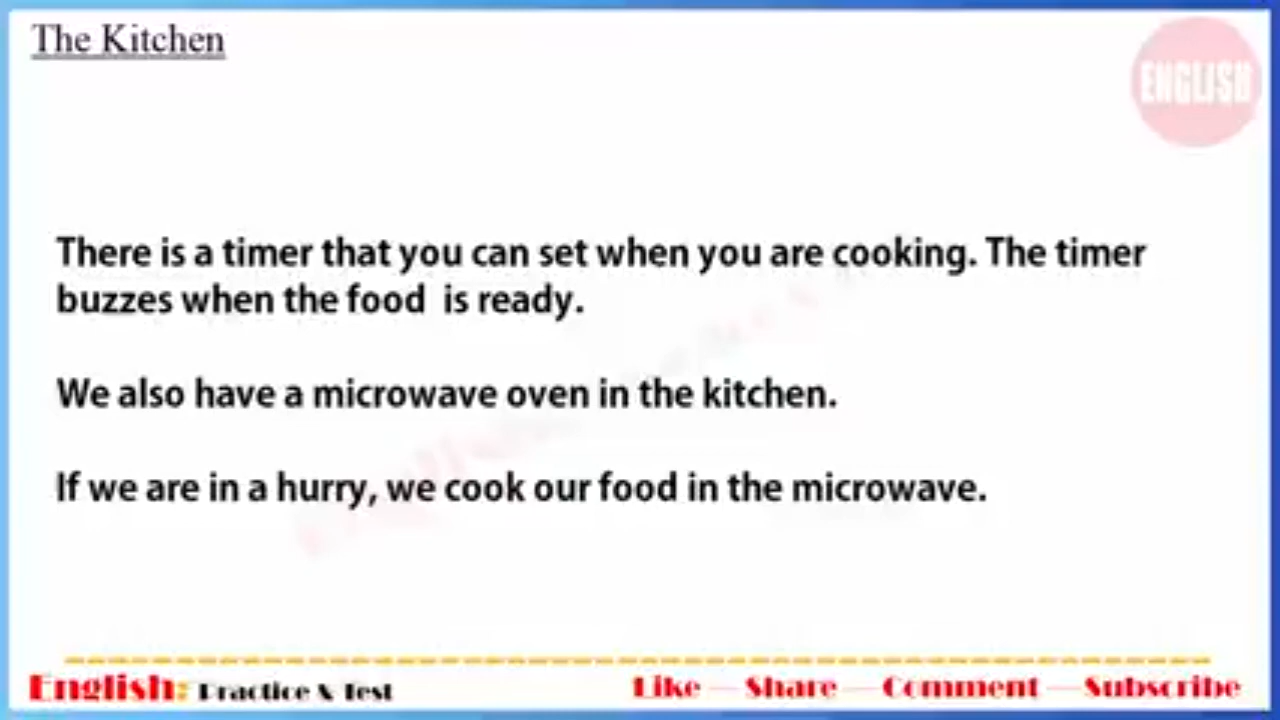 The Kitchen
ENGLISH
There is a timer that you can set when you are cooking. The timer
buzzes when the food is ready.
We also have a microwave oven in the kitchen.
If we are in a hurry, we cook our food in the microwave.
English: Practice & Test
Like — Share — Comment — Subscribe